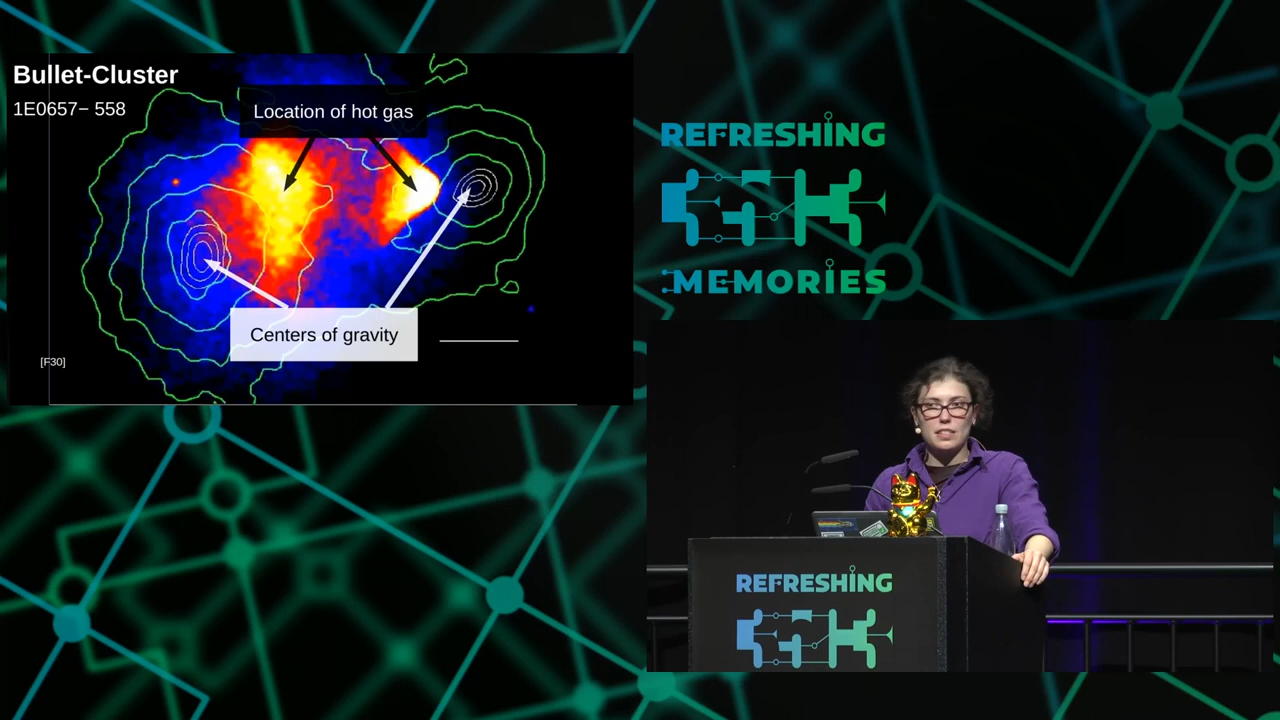 Bullet-Cluster
1E0657− 558
Location of hot gas
Centers of gravity
[F30]
REFRESHING
MEMORIES
REFRESHING